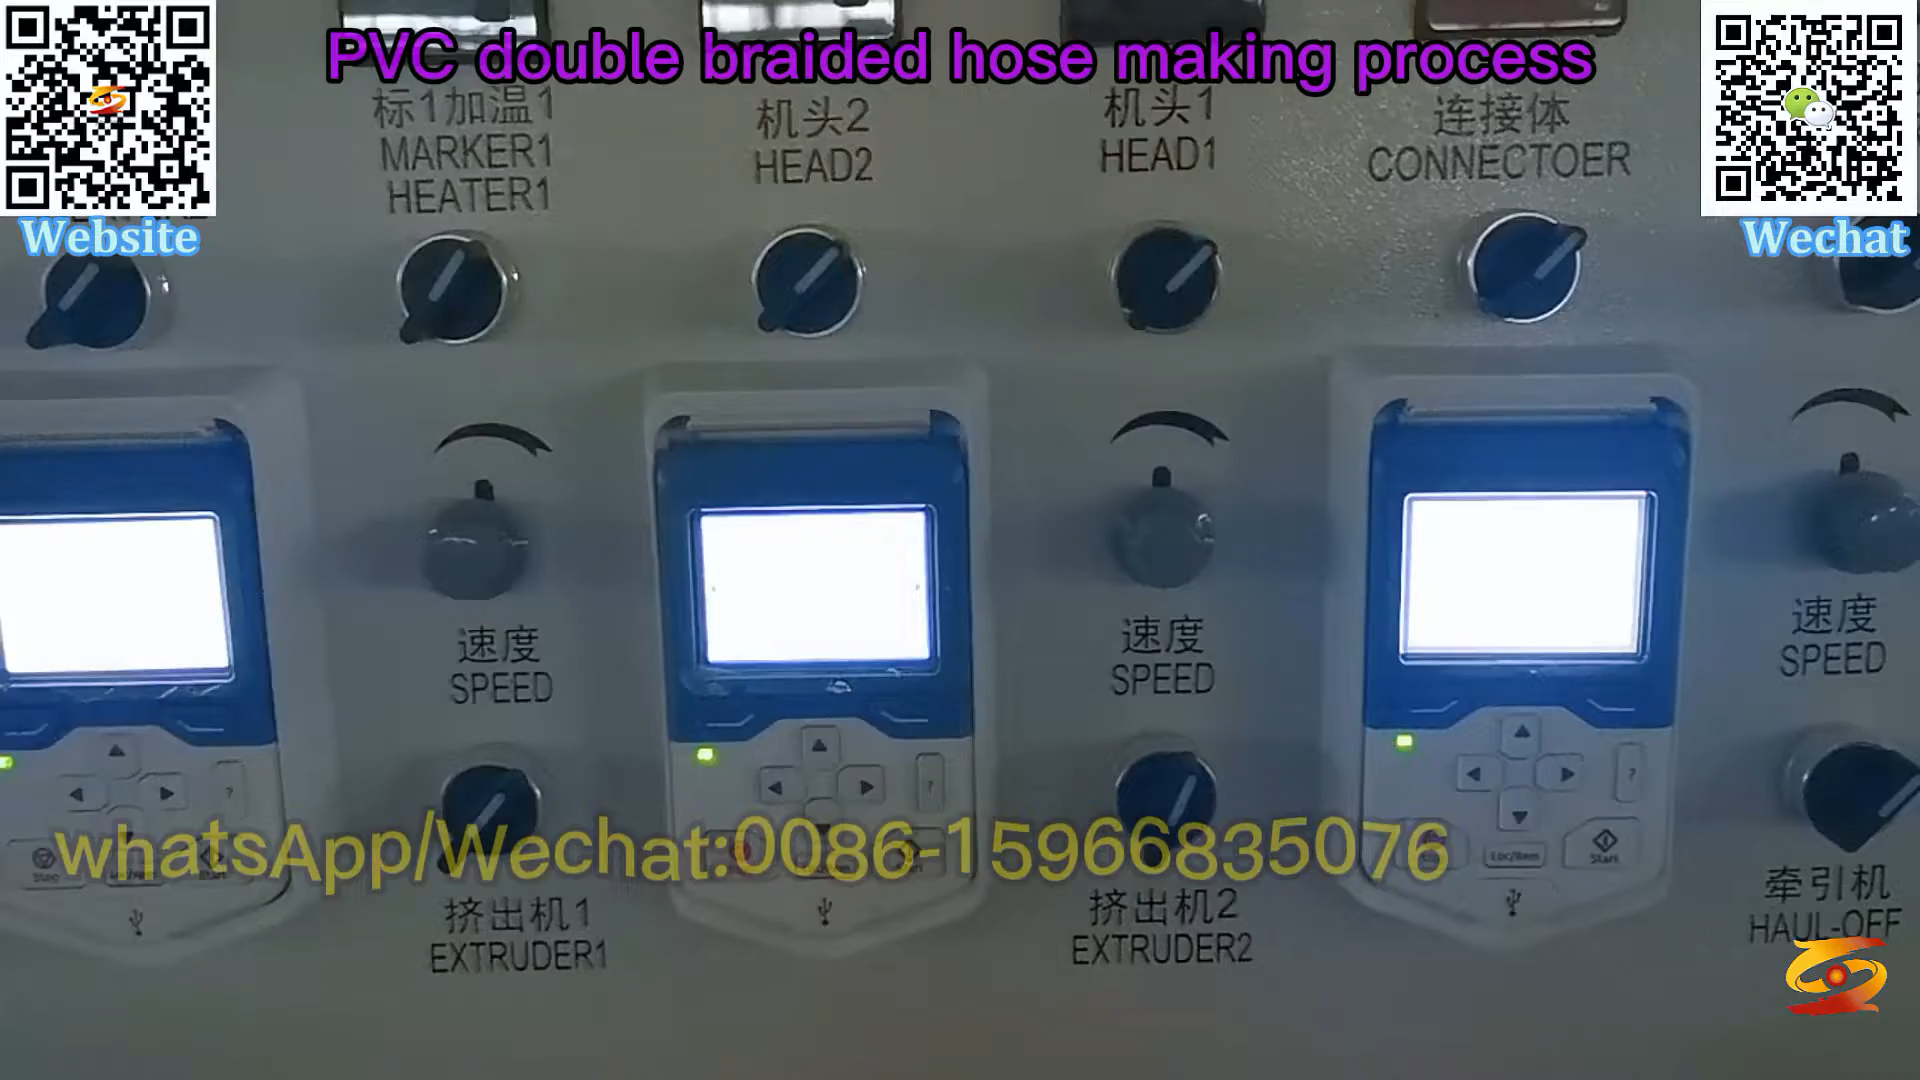 PVC double braided hose making process
标1加温1
MARKER1
HEATER1
机头2
HEAD2
机头1
HEAD1
连接体
CONNECTOER
Website
Wechat
速度
SPEED
速度
SPEED
速度
SPEED
?
?
?
whatsApp/Wechat:0086-15966835076
Stop
Loc/Rem
Start
挤出机1
EXTRUDER1
挤出机2
EXTRUDER2
牵引机
HAUL-OFF